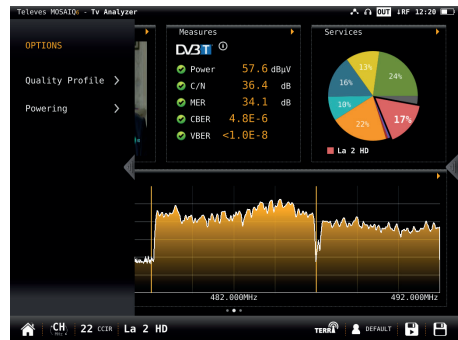 Televes MOSAIQ6 - Tv Analyzer
OUT ↓RF 12:20
OPTIONS
Quality Profile >
Powering >
Measures
DVB T
Power 57.6 dBµV
C/N 36.4 dB
MER 34.1 dB
CBER 4.8E-6
VBER <1.0E-8
Services
13%
24%
16%
10%
17%
22%
La 2 HD
482.000MHz
492.000MHz
CH
22 CCIR La 2 HD
TERR
DEFAULT